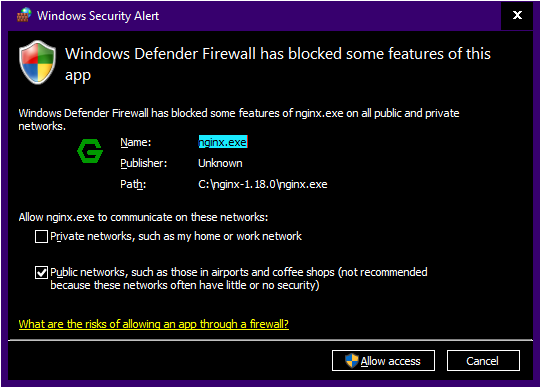 Windows Security Alert
Windows Defender Firewall has blocked some features of this
app
Windows Defender Firewall has blocked some features of nginx.exe on all public and private
networks.
Name: nginx.exe
Publisher: Unknown
Path: C:\nginx-1.18.0\nginx.exe
Allow nginx.exe to communicate on these networks:
Private networks, such as my home or work network
Public networks, such as those in airports and coffee shops (not recommended
because these networks often have little or no security)
What are the risks of allowing an app through a firewall?
Allow access Cancel